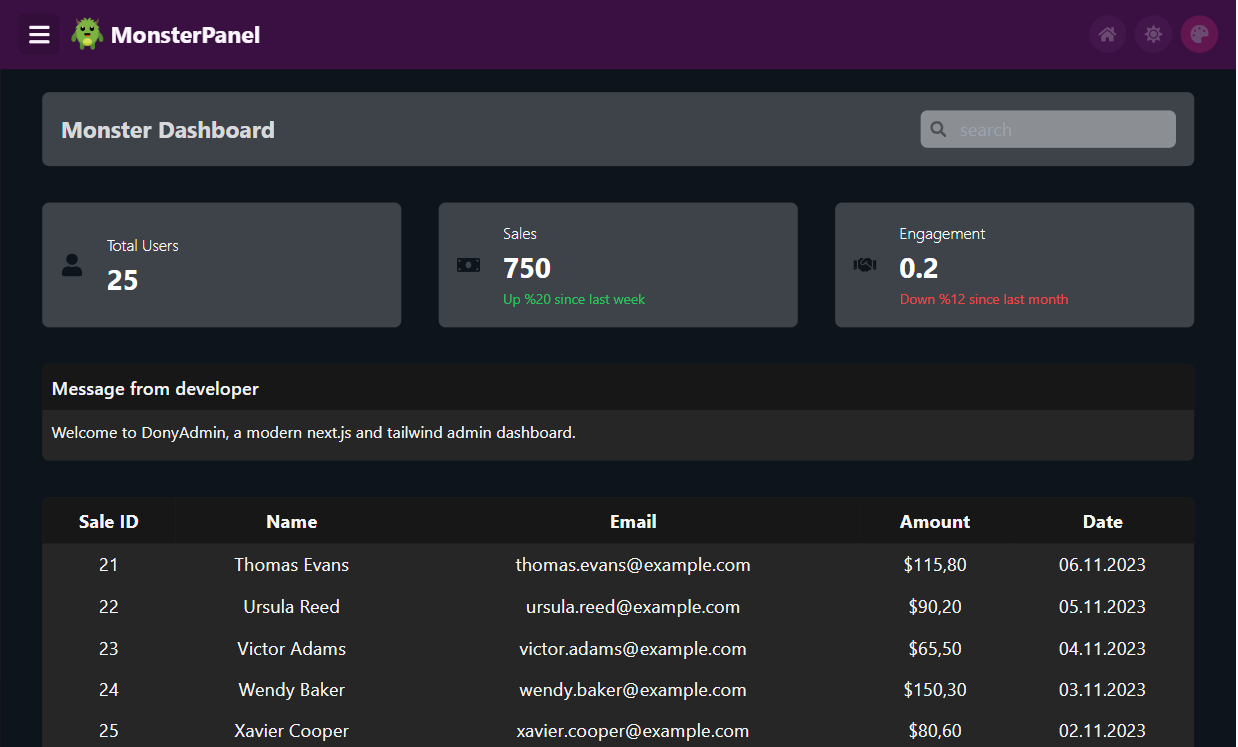 MonsterPanel
Monster Dashboard
search
Total Users
25
Sales
750
Up %20 since last week
Engagement
0.2
Down %12 since last month
Message from developer
Welcome to DonyAdmin, a modern next.js and tailwind admin dashboard.
Sale ID Name Email Amount Date
21 Thomas Evans thomas.evans@example.com $115,80 06.11.2023
22 Ursula Reed ursula.reed@example.com $90,20 05.11.2023
23 Victor Adams victor.adams@example.com $65,50 04.11.2023
24 Wendy Baker wendy.baker@example.com $150,30 03.11.2023
25 Xavier Cooper xavier.cooper@example.com $80,60 02.11.2023